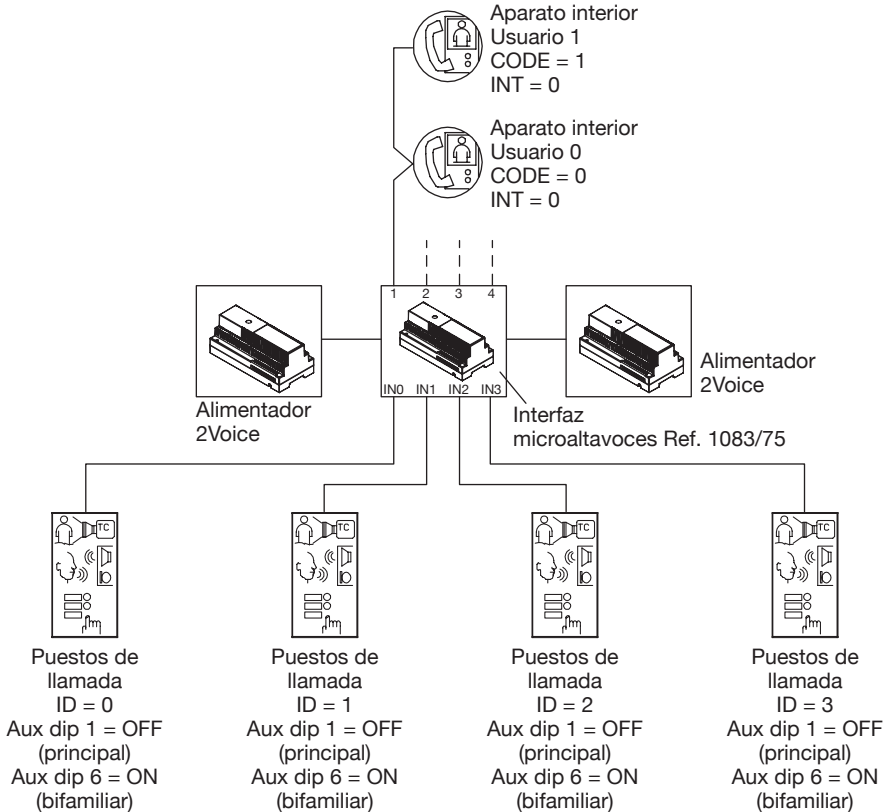 Aparato interior
Usuario 1
CODE = 1
INT = 0
Aparato interior
Usuario 0
CODE = 0
INT = 0
1 2 3 4
Alimentador
2Voice
IN0 IN1 IN2 IN3
Alimentador
2Voice
Interfaz
microaltavoces Ref. 1083/75
TC TC TC TC
Puestos de
llamada
ID = 0
Aux dip 1 = OFF
(principal)
Aux dip 6 = ON
(bifamiliar)
Puestos de
llamada
ID = 1
Aux dip 1 = OFF
(principal)
Aux dip 6 = ON
(bifamiliar)
Puestos de
llamada
ID = 2
Aux dip 1 = OFF
(principal)
Aux dip 6 = ON
(bifamiliar)
Puestos de
llamada
ID = 3
Aux dip 1 = OFF
(principal)
Aux dip 6 = ON
(bifamiliar)